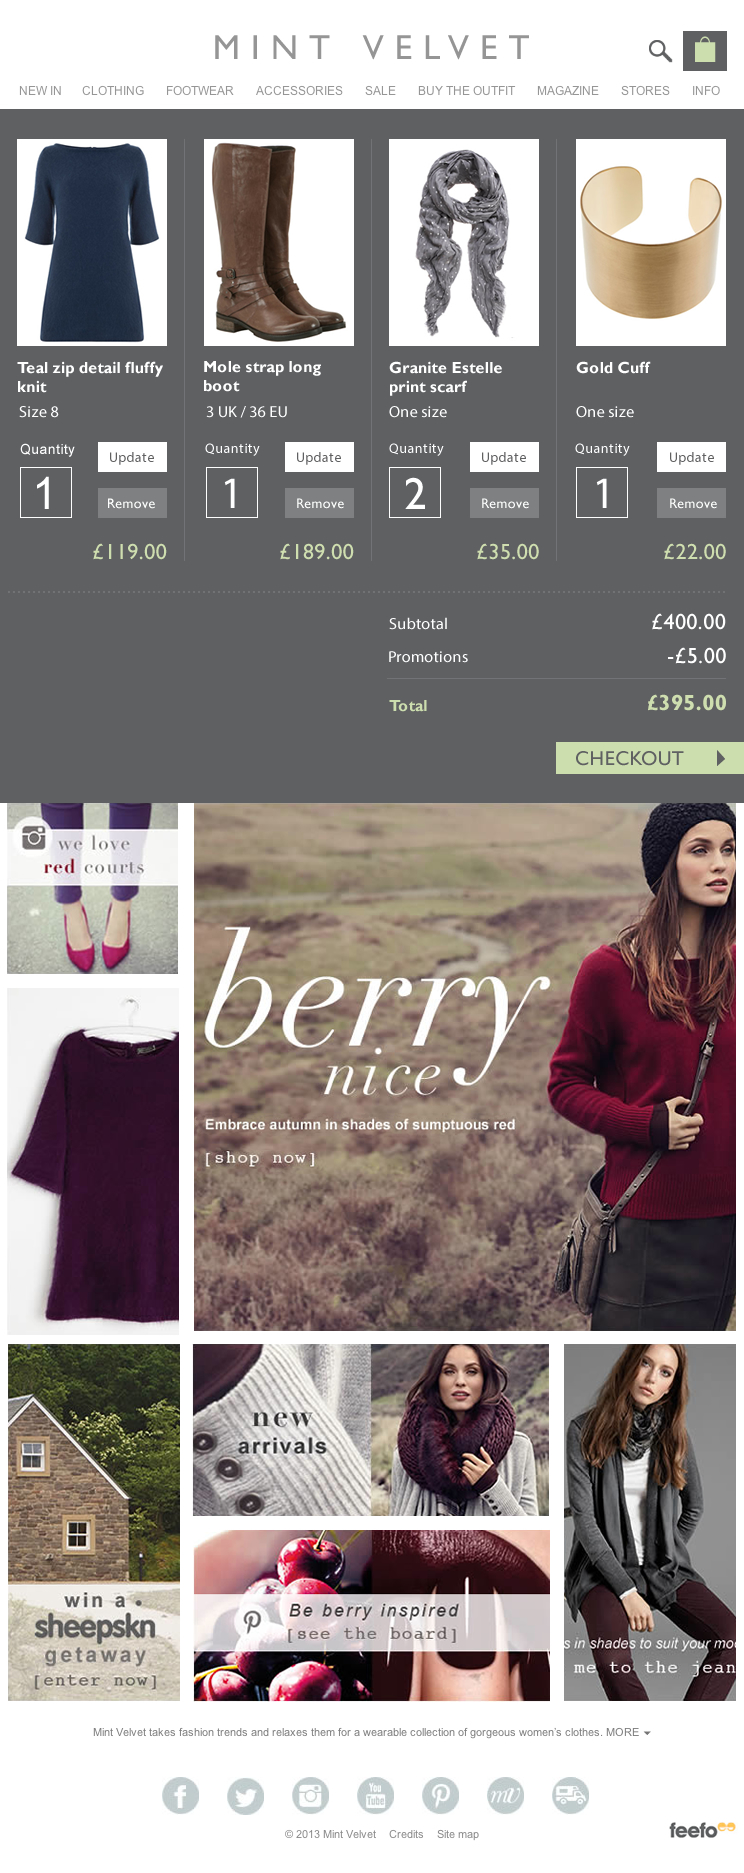 MINT VELVET
NEW IN CLOTHING FOOTWEAR ACCESSORIES SALE BUY THE OUTFIT MAGAZINE STORES INFO
Teal zip detail fluffy
knit
Size 8
Quantity
Update
1
Remove
£119.00
Mole strap long
boot
3 UK / 36 EU
Quantity
Update
1
Remove
£189.00
Granite Estelle
print scarf
One size
Quantity
Update
2
Remove
£35.00
Gold Cuff
One size
Quantity
Update
1
Remove
£22.00
Subtotal £400.00
Promotions -£5.00
Total £395.00
CHECKOUT
we love
red courts
berry
nice
Embrace autumn in shades of sumptuous red
[shop now]
new
arrivals
win a
sheepskn
getaway
[enter now]
Be berry inspired
[see the board]
s in shades to suit your moo
me to the jean
Mint Velvet takes fashion trends and relaxes them for a wearable collection of gorgeous women's clothes. MORE
You
Tube
mv
© 2013 Mint Velvet Credits Site map
feefo